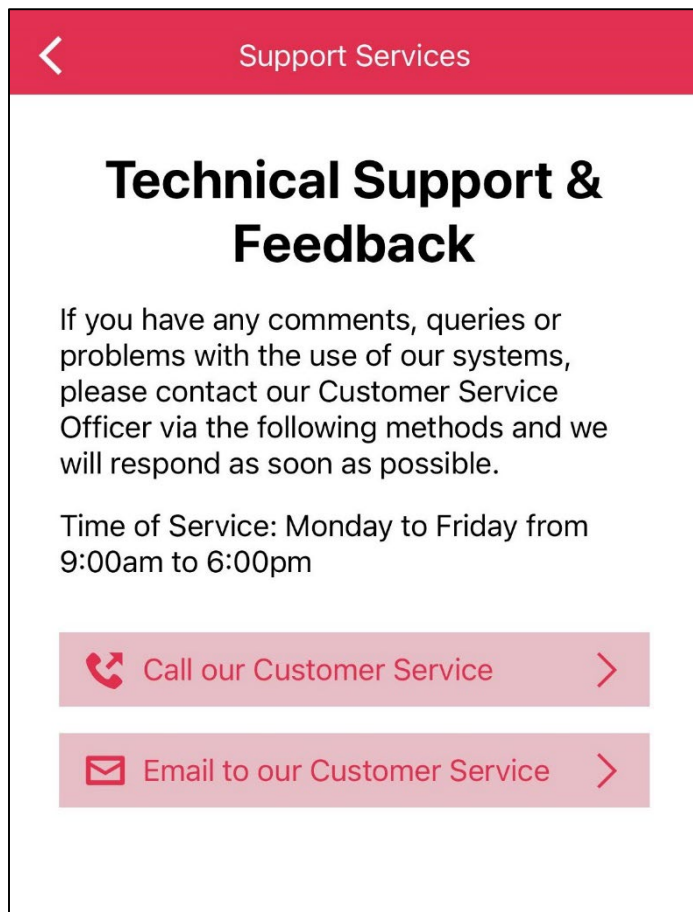 Support Services
Technical Support &
Feedback
If you have any comments, queries or
problems with the use of our systems,
please contact our Customer Service
Officer via the following methods and we
will respond as soon as possible.
Time of Service: Monday to Friday from
9:00am to 6:00pm
Call our Customer Service
Email to our Customer Service